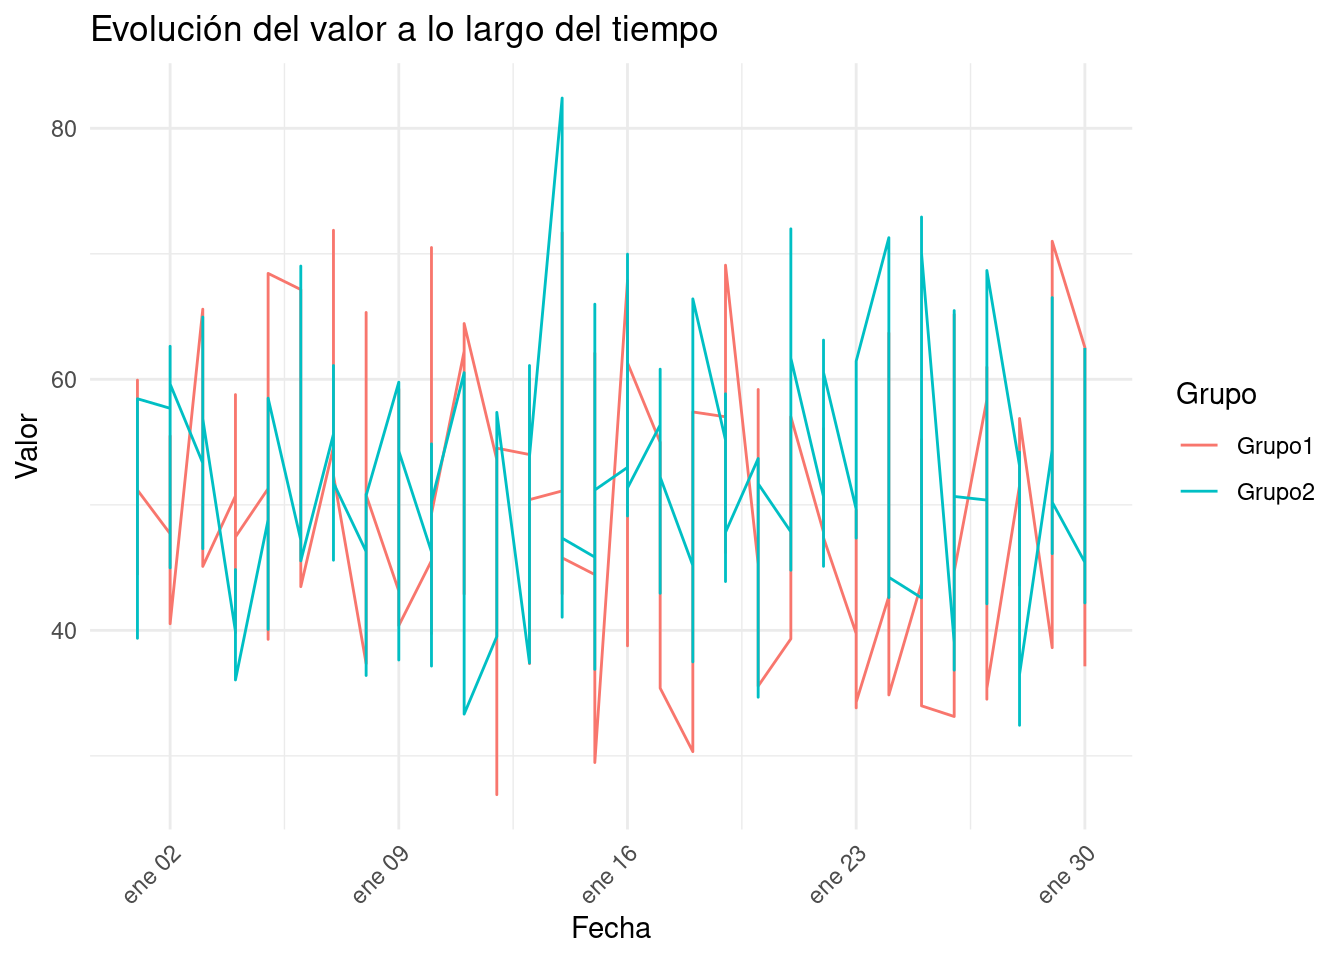 Evolución del valor a lo largo del tiempo
80
60
40
Valor
ene 02
ene 09
ene 16
ene 23
ene 30
Fecha
Grupo
Grupo1
Grupo2